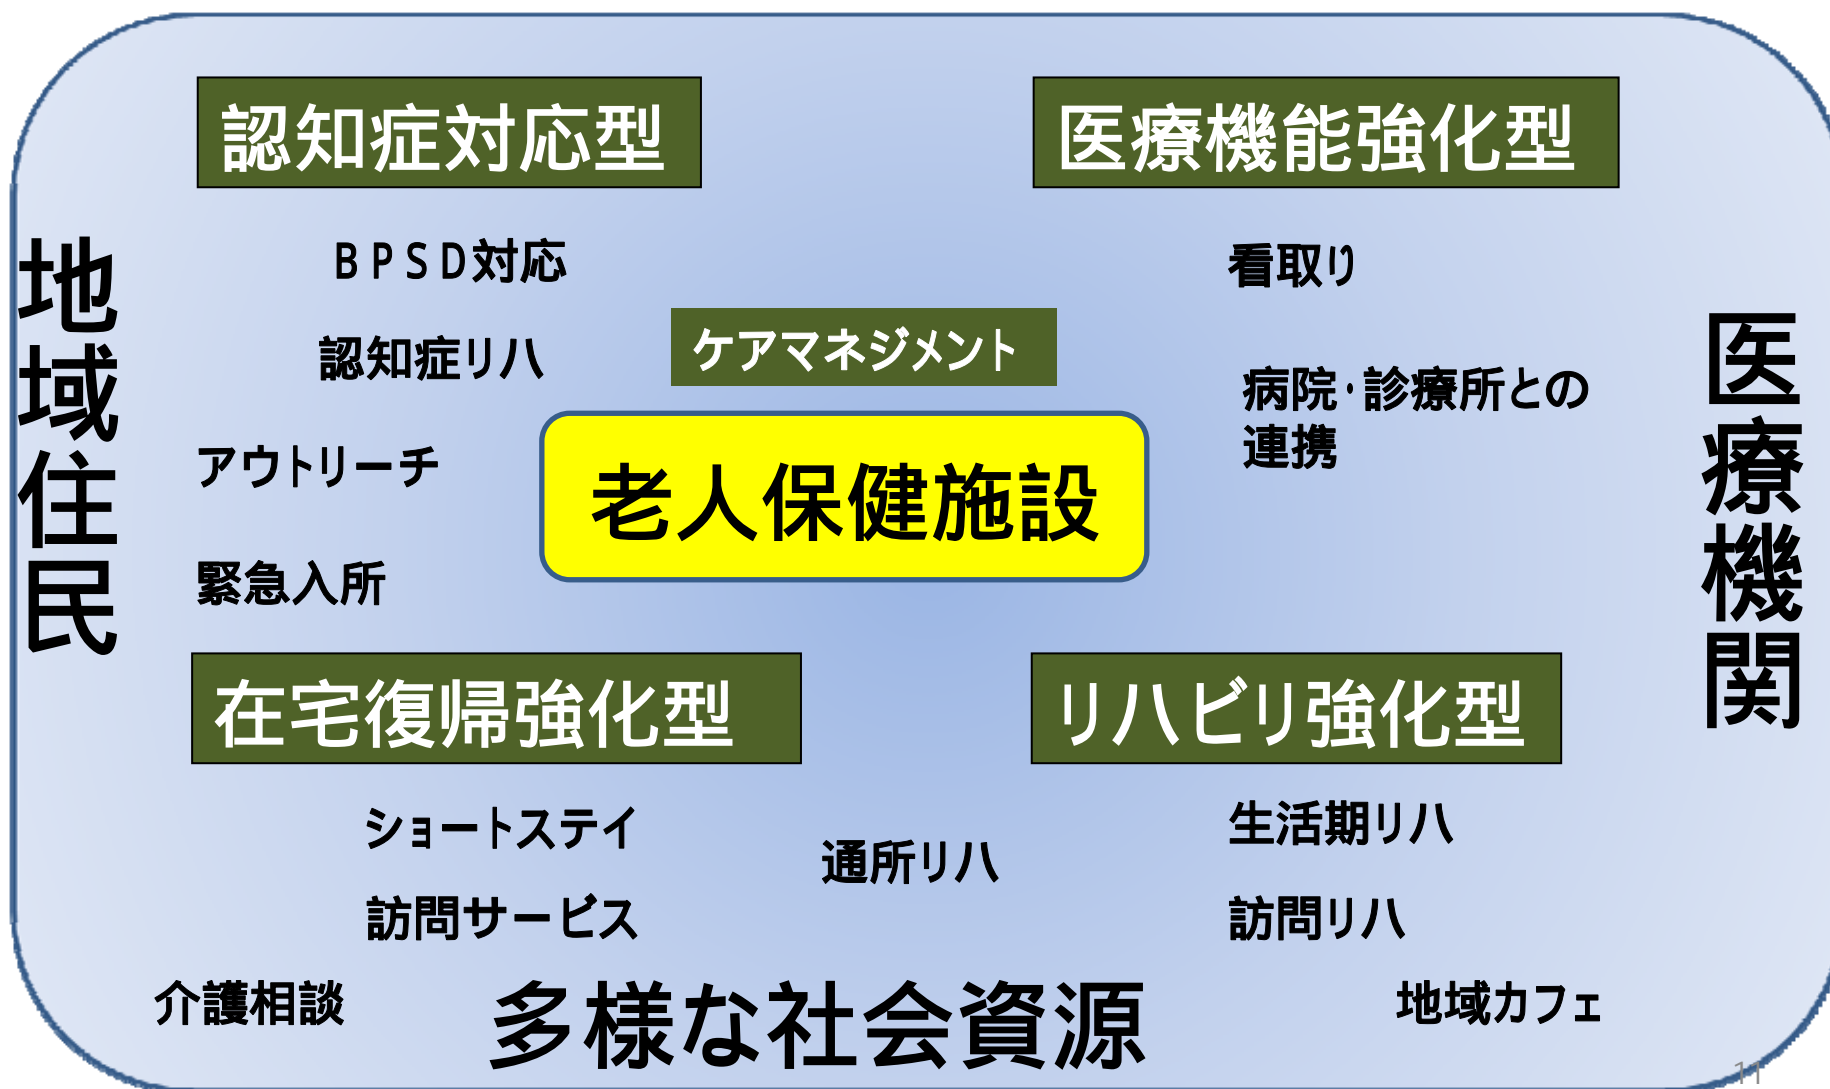 認知症対応型
医療機能強化型
地域住民
BPSD対応
看取り
認知症リハ
ケアマネジメント
病院・診療所との
連携
医療機関
アウトリーチ
老人保健施設
緊急入所
在宅復帰強化型
リハビリ強化型
ショートステイ
生活期リハ
通所リハ
訪問サービス
訪問リハ
介護相談
多様な社会資源
地域カフェ
11